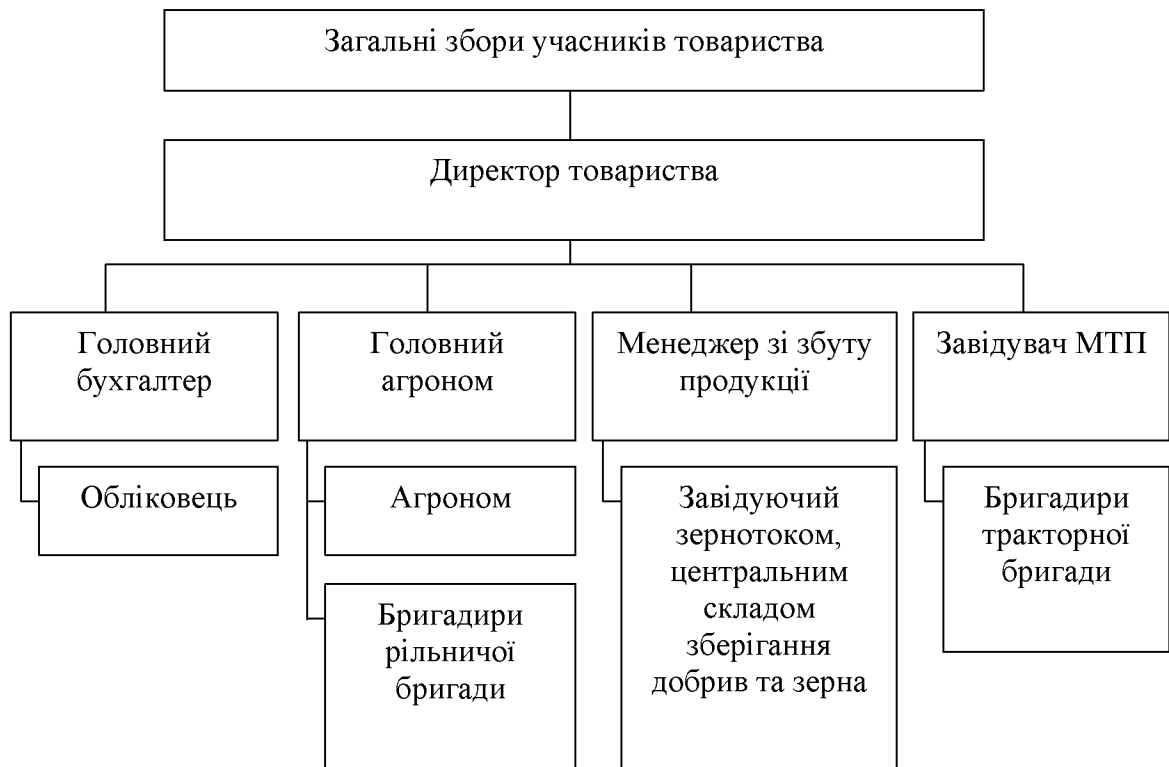 Загальні збори учасників товариства
Директор товариства
Головний
бухгалтер
Головний
агроном
Менеджер зі збуту
продукції
Завідувач МТП
Обліковець
Агроном
Завідуючий
зернотоком,
центральним
складом
зберігання
добрив та зерна
Бригадири
тракторної
бригади
Бригадири
рільничої
бригади